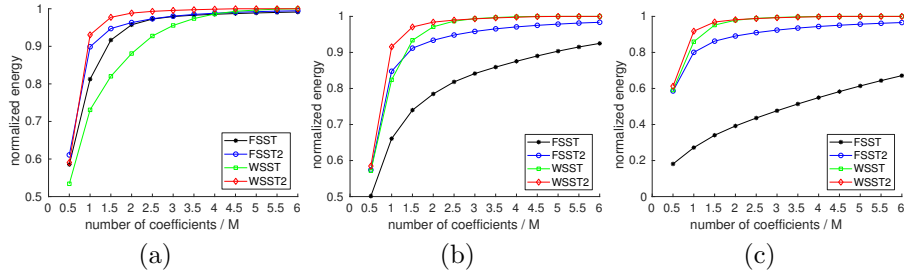 1
0.9
0.8
0.7
0.6
0.5
normalized energy
FSST
FSST2
WSST
WSST2
0 0.5 1 1.5 2 2.5 3 3.5 4 4.5 5 5.5 6
number of coefficients / M
(a)
1
0.9
0.8
0.7
0.6
0.5
normalized energy
FSST
FSST2
WSST
WSST2
0 0.5 1 1.5 2 2.5 3 3.5 4 4.5 5 5.5 6
number of coefficients / M
(b)
1
0.8
0.6
0.4
0.2
0
normalized energy
FSST
FSST2
WSST
WSST2
0 0.5 1 1.5 2 2.5 3 3.5 4 4.5 5 5.5 6
number of coefficients / M
(c)